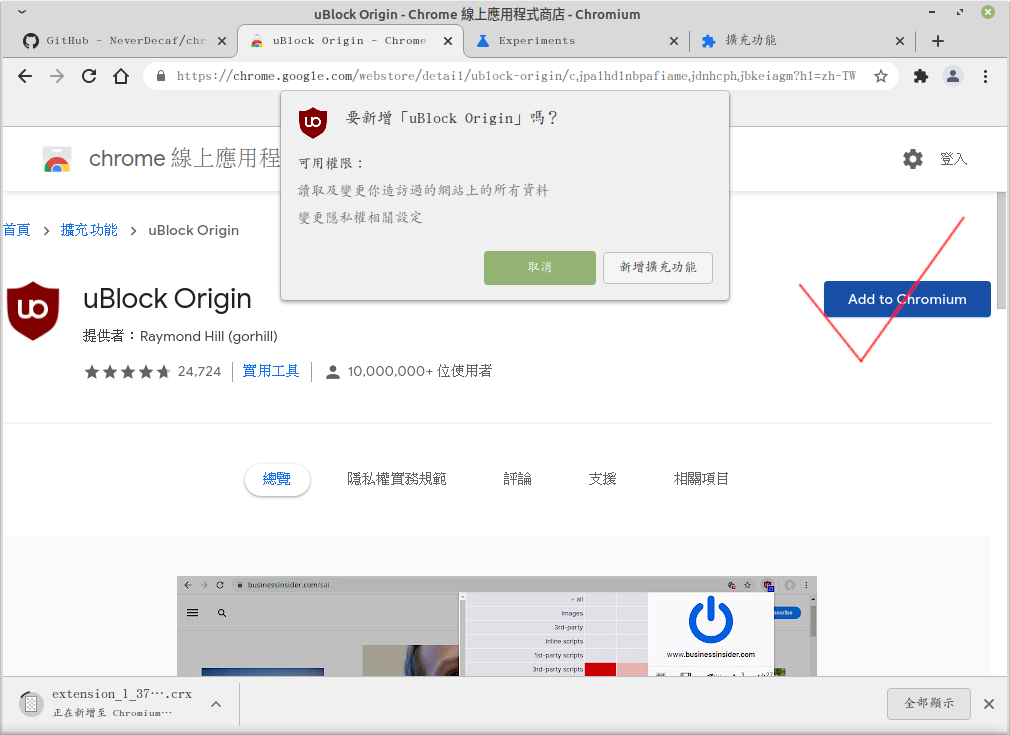 uBlock Origin - Chrome 線上應用程式商店 - Chromium
GitHub - NeverDecaf/chr
uBlock Origin - Chrome
Experiments
擴充功能
https://chrome.google.com/webstore/detail/ublock-origin/cjpalhdlnbpafiamejdnhcphjbkeiagm?hl=zh-TW
要新增「uBlock Origin」嗎？
可用權限：
讀取及變更你造訪過的網站上的所有資料
變更隱私權相關設定
取消
新增擴充功能
chrome 線上應用程
登入
首頁 > 擴充功能 > uBlock Origin
uBlock Origin
Add to Chromium
提供者：Raymond Hill (gorhill)
24,724
實用工具
10,000,000+ 位使用者
總覽
隱私權實務規範
評論
支援
相關項目
businessinsider.com/sai
all
images
3rd-party
inline scripts
1st-party scripts
3rd-party scripts
www.businessinsider.com
extension_1_37….crx
正在新增至 Chromium…
全部顯示